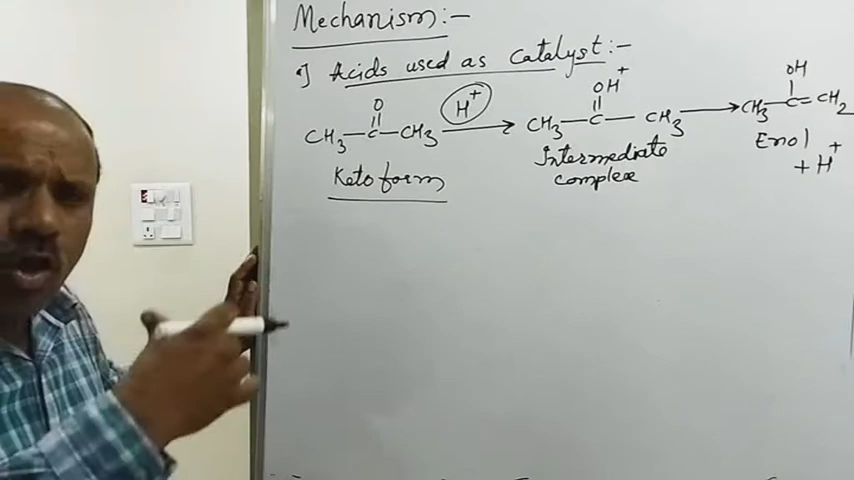 Mechanism:-
1] Acids used as catalyst:-
O OH+ OH
CH3-C-CH3 H+ → CH3-C-CH3 → CH3-C=CH2
Keto form Intermediate complex Enol
+ H+